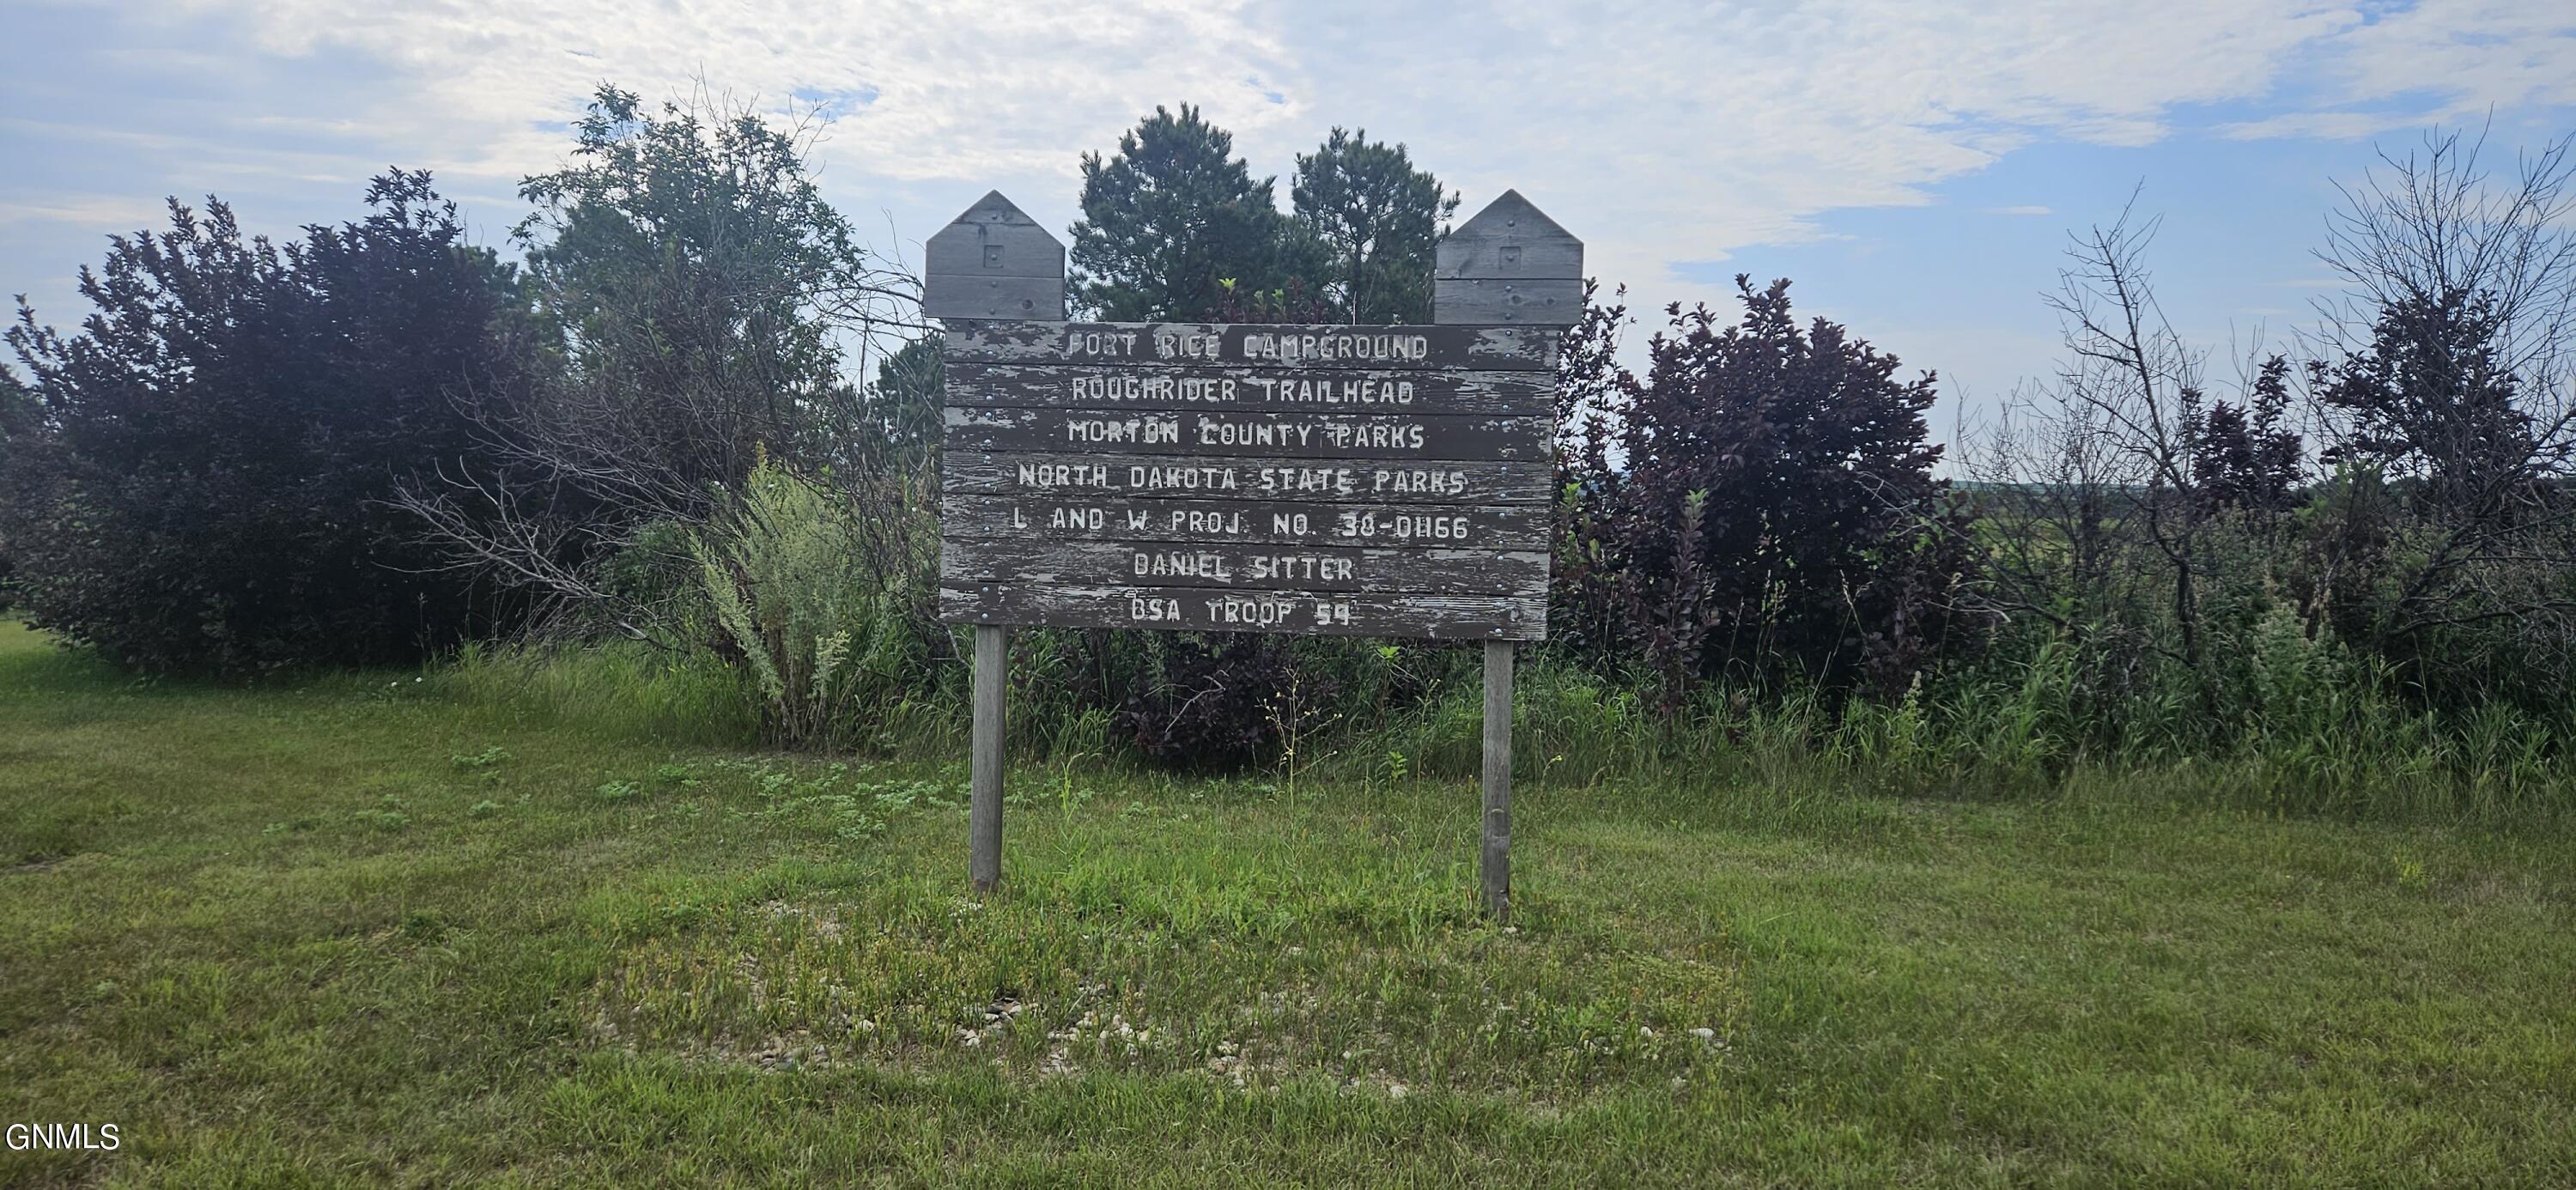 FORT RICE CAMPGROUND
ROUGHRIDER TRAILHEAD
MORTON COUNTY PARKS
NORTH DAKOTA STATE PARKS
L AND W PROJ. NO. 38-01166
DANIEL SITTER
BSA TROOP 59
GNMLS